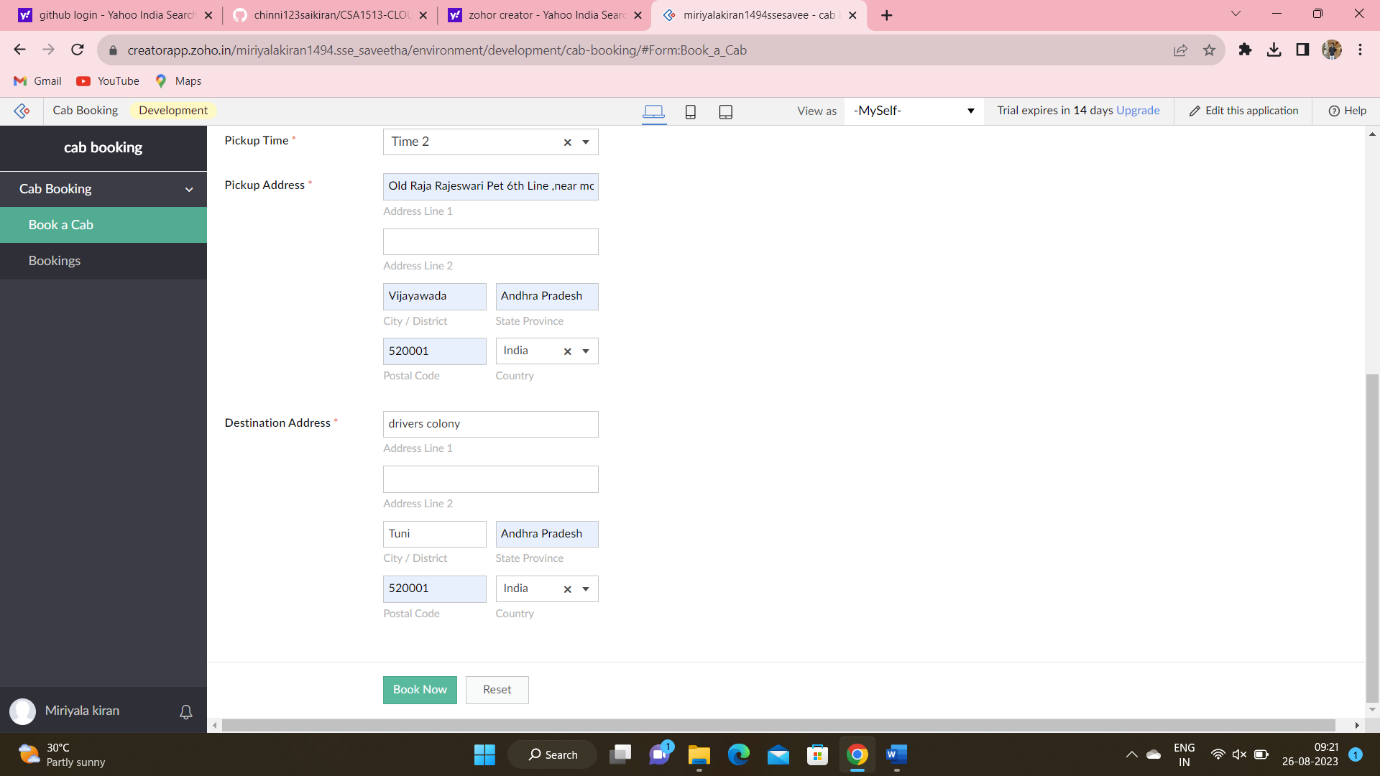 github login - Yahoo India Search
chinni123saikiran/CSA1513-CLOU
zohor creator - Yahoo India Searc
miriyalakiran1494ssesavee - cab
creatorapp.zoho.in/miriyalakiran1494.sse_saveetha/environment/development/cab-booking/#Form:Book_a_Cab
Gmail YouTube Maps
Cab Booking Development View as -MySelf- Trial expires in 14 days Upgrade Edit this application Help
cab booking
Cab Booking
Book a Cab
Bookings
Pickup Time *
Time 2
Pickup Address *
Old Raja Rajeswari Pet 6th Line ,near mc
Address Line 1
Address Line 2
Vijayawada Andhra Pradesh
City / District State Province
520001 India
Postal Code Country
Destination Address *
drivers colony
Address Line 1
Address Line 2
Tuni Andhra Pradesh
City / District State Province
520001 India
Postal Code Country
Book Now Reset
Miriyala kiran
30°C
Partly sunny
Search
1
ENG
IN
09:21
26-08-2023
1